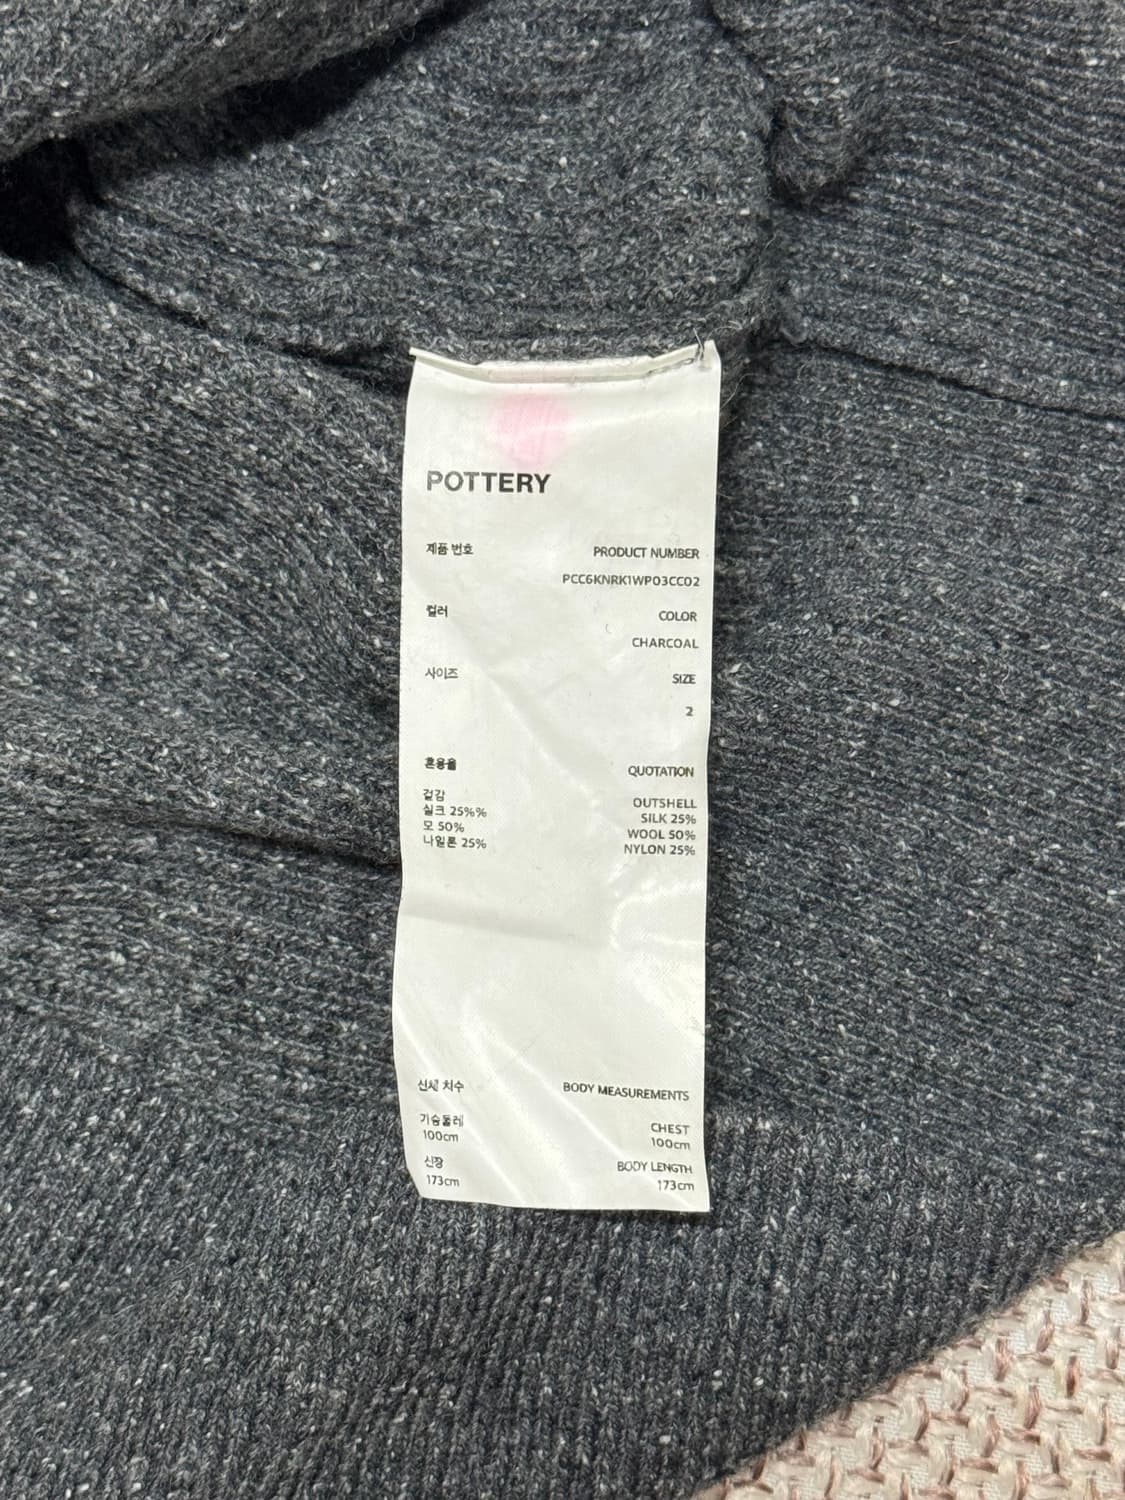 POTTERY
제품 번호 PRODUCT NUMBER
PCC6KNRK1WP03CC02
컬러 COLOR
CHARCOAL
사이즈 SIZE
2
혼용율 QUOTATION
겉감 OUTSHELL
실크 25%% SILK 25%
모 50% WOOL 50%
나일론 25% NYLON 25%
신체 치수 BODY MEASUREMENTS
가슴둘레 CHEST
100cm 100cm
신장 BODY LENGTH
173cm 173cm